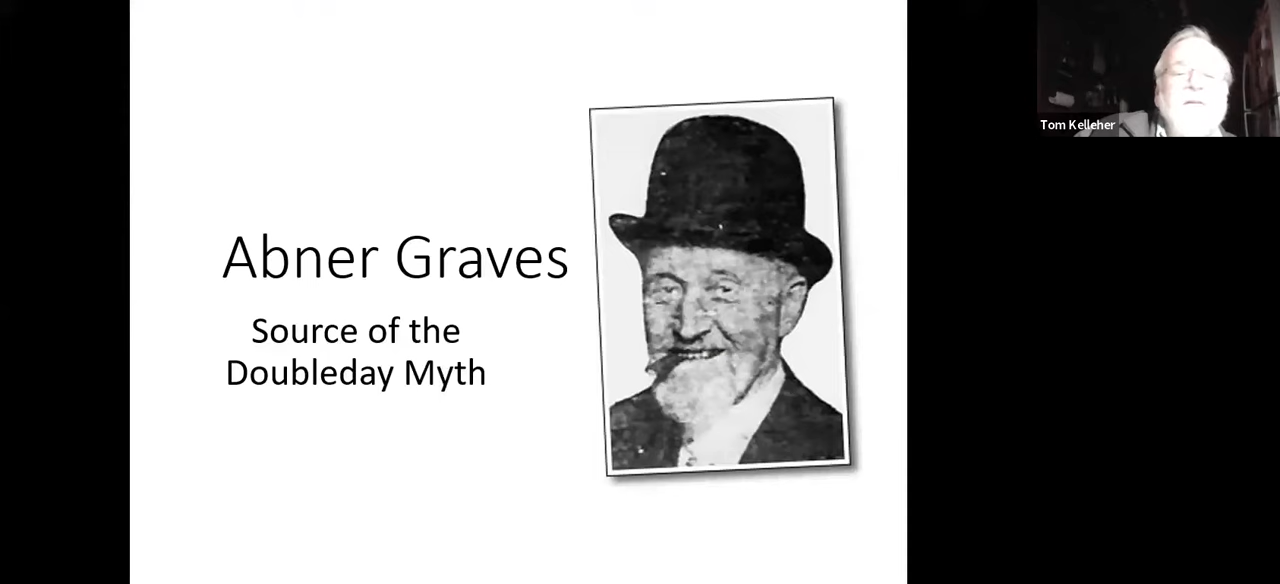 Abner Graves
Source of the
Doubleday Myth
Tom Kelleher